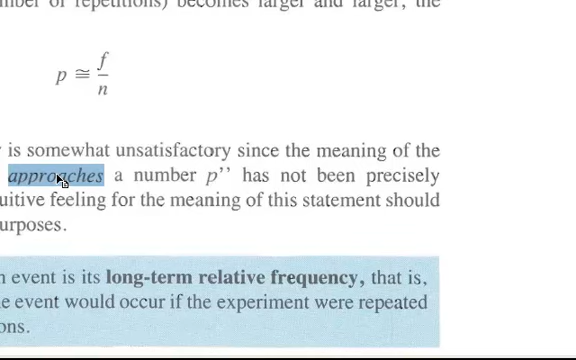 mber of repetitions) becomes larger and larger, the
p ≅ f/n
is somewhat unsatisfactory since the meaning of the
approaches a number p’’ has not been precisely
uitive feeling for the meaning of this statement should
urposes.
n event is its long-term relative frequency, that is,
e event would occur if the experiment were repeated
ons.